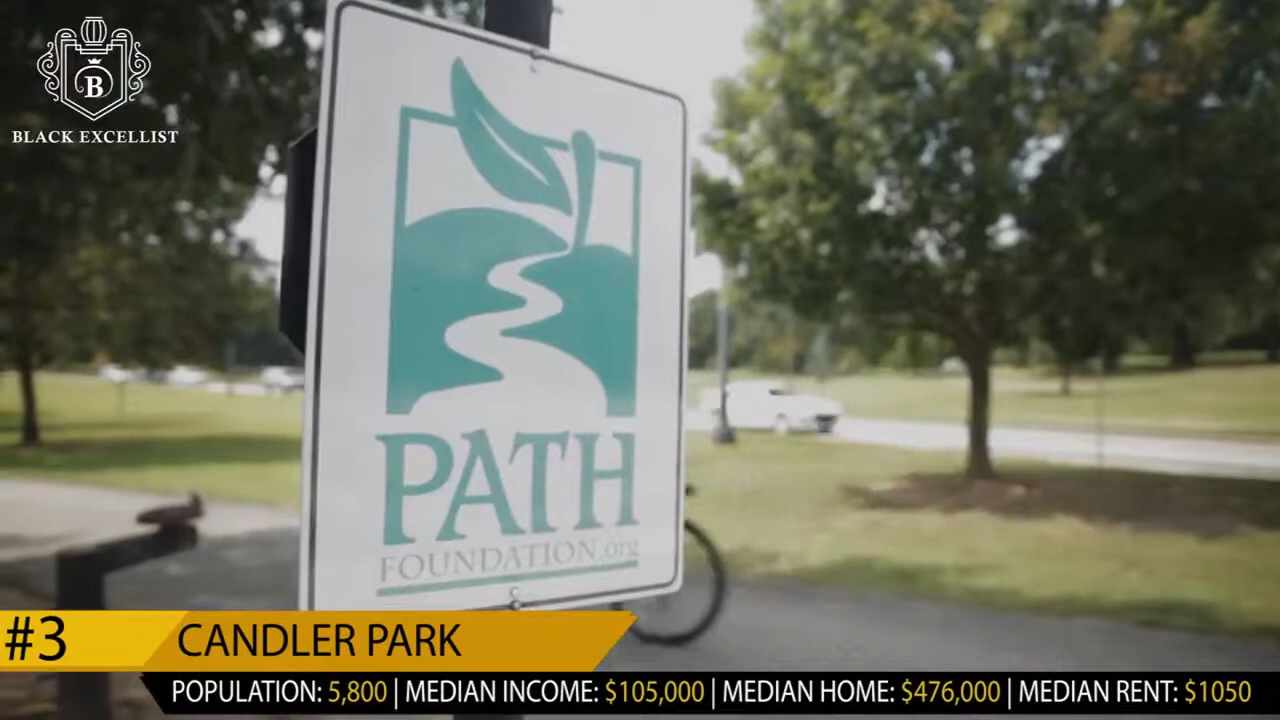 B
BLACK EXCELLIST
PATH
FOUNDATION.org
#3 CANDLER PARK
POPULATION: 5,800 | MEDIAN INCOME: $105,000 | MEDIAN HOME: $476,000 | MEDIAN RENT: $1050